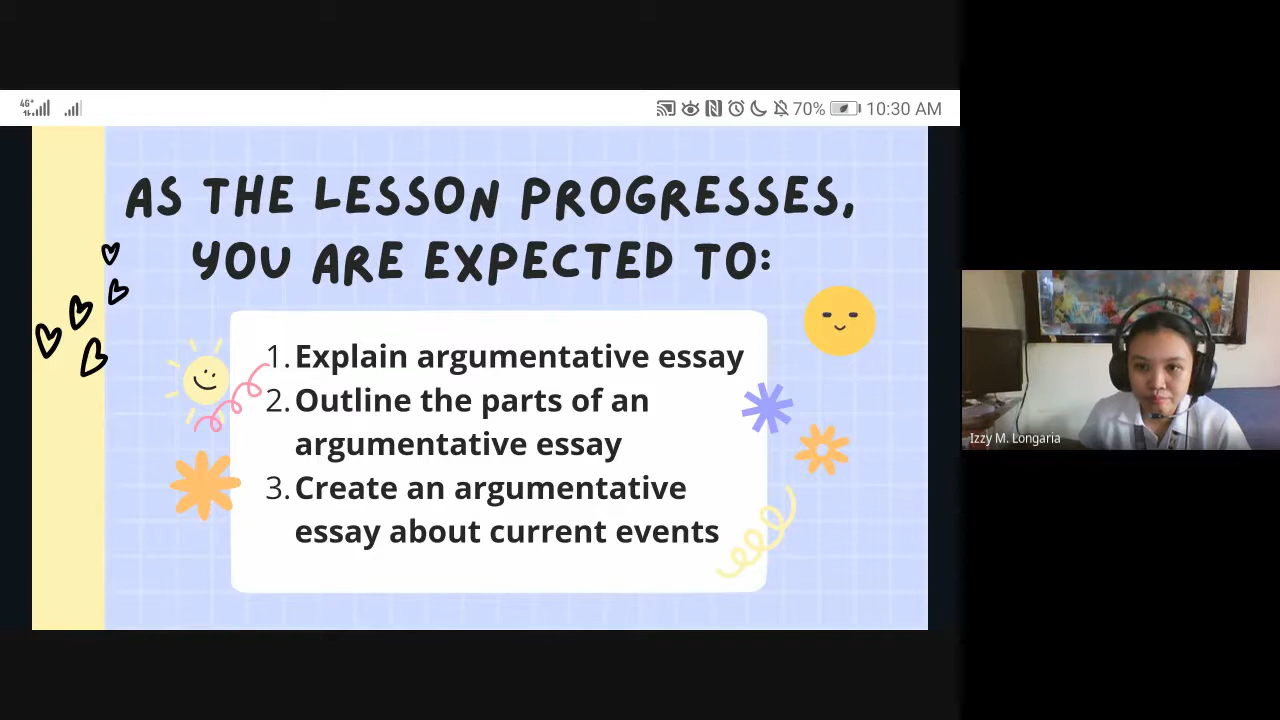 4G+ 70% 10:30 AM
AS THE LESSON PROGRESSES,
YOU ARE EXPECTED TO:
1. Explain argumentative essay
2. Outline the parts of an
argumentative essay
3. Create an argumentative
essay about current events
Izzy M. Longaria